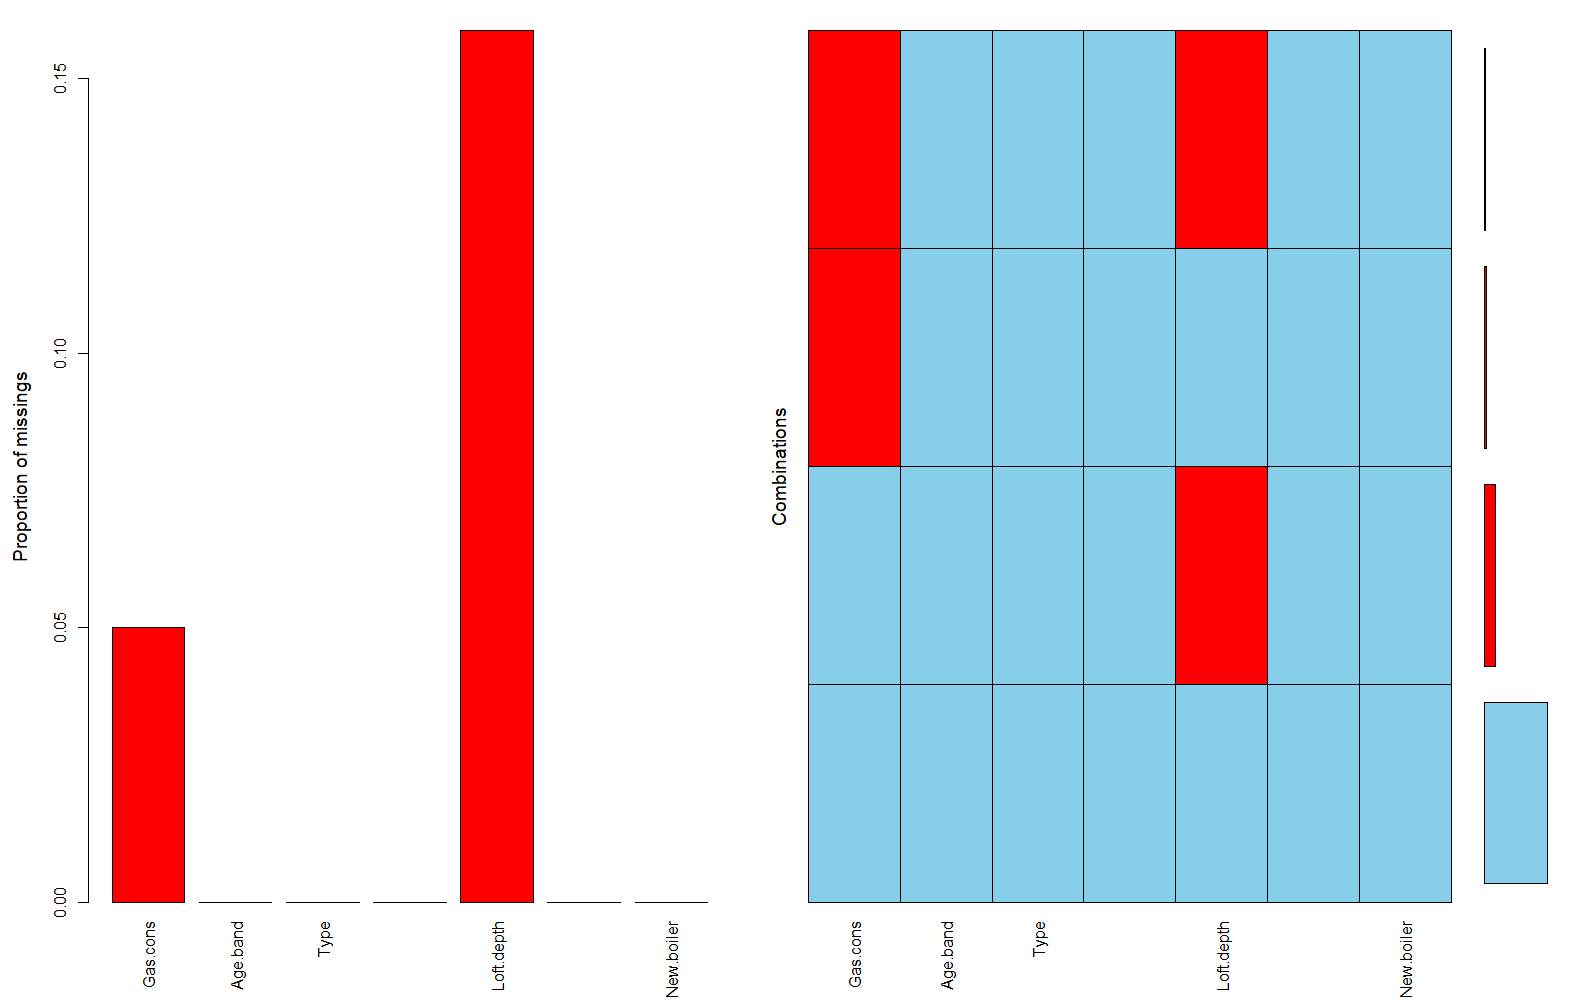 Proportion of missings
0.00
0.05
0.10
0.15
Gas.cons
Age.band
Type
Loft.depth
New.boiler
Combinations
Gas.cons
Age.band
Type
Loft.depth
New.boiler